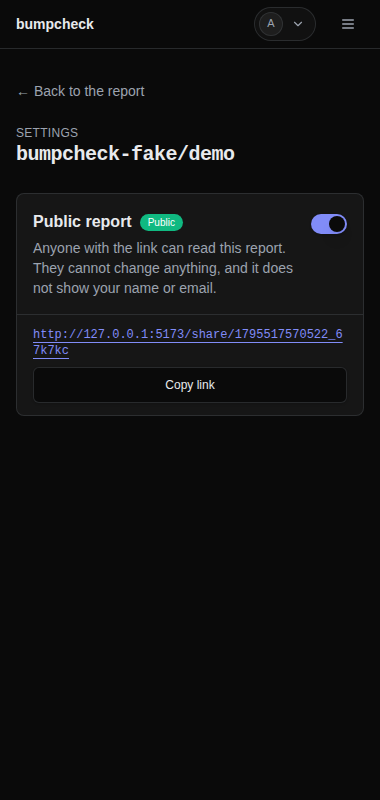 bumpcheck
A
← Back to the report
SETTINGS
bumpcheck-fake/demo
Public report Public
Anyone with the link can read this report.
They cannot change anything, and it does
not show your name or email.
http://127.0.0.1:5173/share/1795517570522_6
7k7kc
Copy link